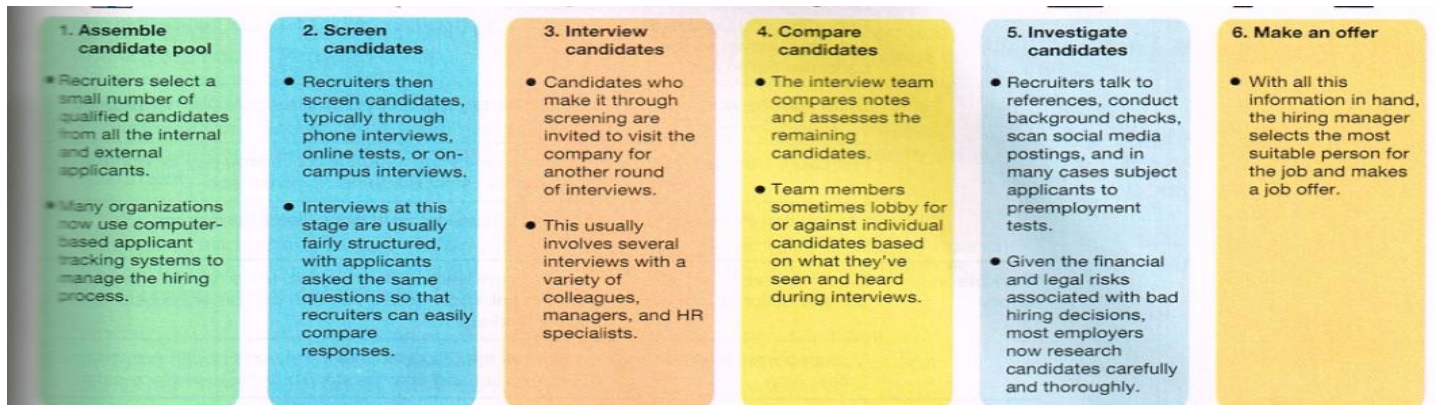 1. Assemble
candidate pool
• Recruiters select a
small number of
qualified candidates
from all the internal
and external
applicants.
• Many organizations
now use computer-
based applicant
tracking systems to
manage the hiring
process.
2. Screen
candidates
• Recruiters then
screen candidates,
typically through
phone interviews,
online tests, or on-
campus interviews.
• Interviews at this
stage are usually
fairly structured,
with applicants
asked the same
questions so that
recruiters can easily
compare
responses.
3. Interview
candidates
• Candidates who
make it through
screening are
invited to visit the
company for
another round
of interviews.
• This usually
involves several
interviews with a
variety of
colleagues,
managers, and HR
specialists.
4. Compare
candidates
• The interview team
compares notes
and assesses the
remaining
candidates.
• Team members
sometimes lobby for
or against individual
candidates based
on what they've
seen and heard
during interviews.
5. Investigate
candidates
• Recruiters talk to
references, conduct
background checks,
scan social media
postings, and in
many cases subject
applicants to
preemployment
tests.
• Given the financial
and legal risks
associated with bad
hiring decisions,
most employers
now research
candidates carefully
and thoroughly.
6. Make an offer
• With all this
information in hand,
the hiring manager
selects the most
suitable person for
the job and makes
a job offer.